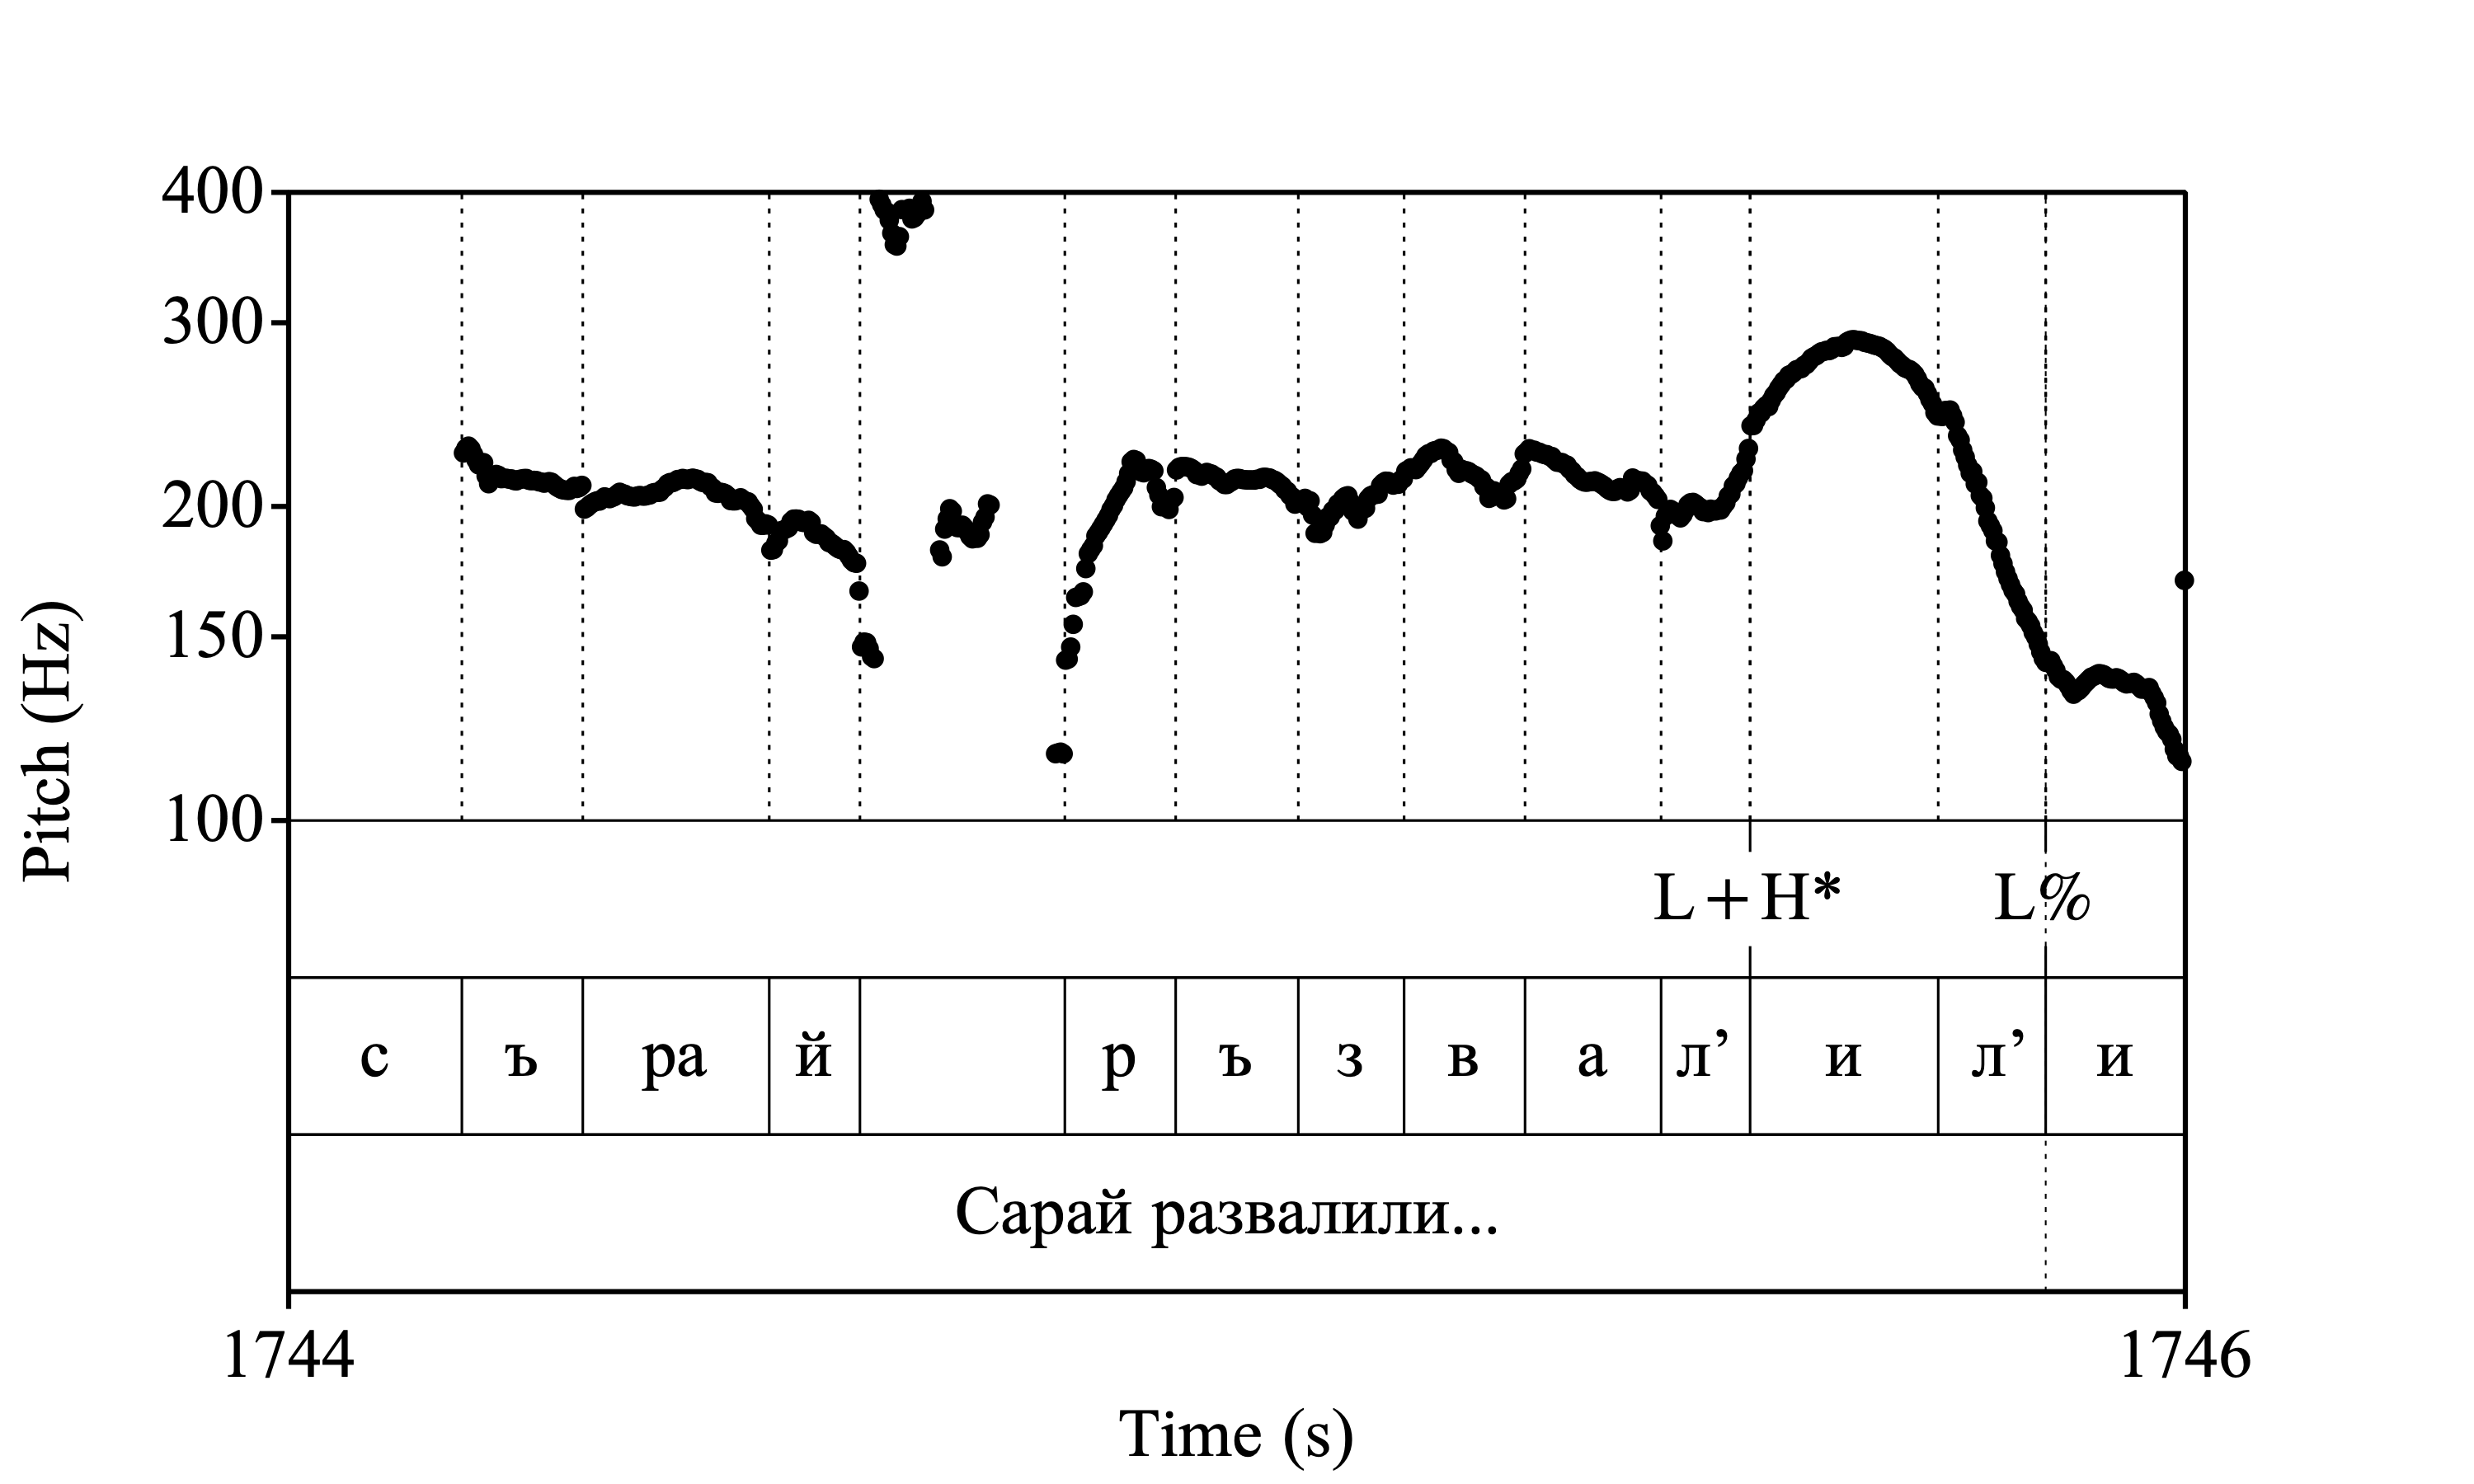 400
300
200
150
100
Pitch (Hz)
L+H* L%
с ъ ра й р ъ з в а л’ и л’ и
Сарай развалили...
1744 1746
Time (s)